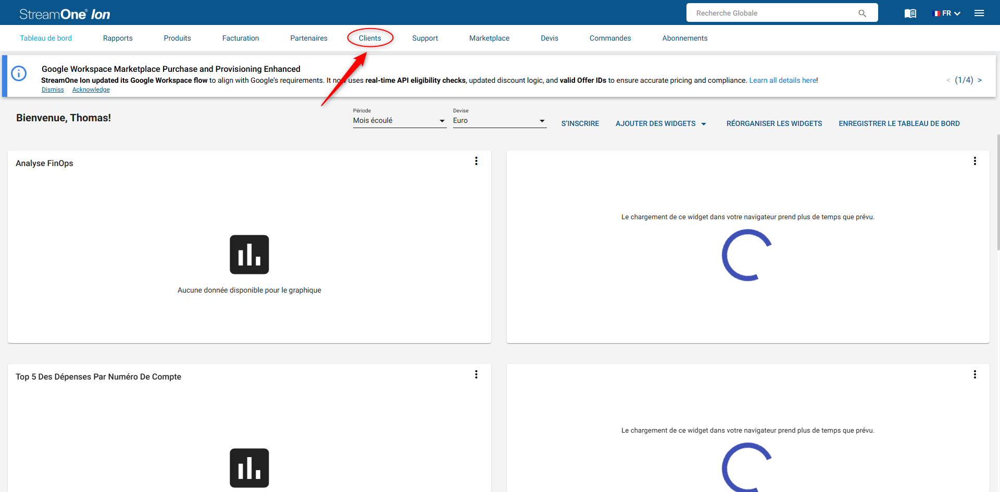 StreamOne® Ion
Recherche Globale
FR
Tableau de bord Rapports Produits Facturation Partenaires Clients Support Marketplace Devis Commandes Abonnements
Google Workspace Marketplace Purchase and Provisioning Enhanced
StreamOne Ion updated its Google Workspace flow to align with Google’s requirements. It now uses real-time API eligibility checks, updated discount logic, and valid Offer IDs to ensure accurate pricing and compliance. Learn all details here!
< (1/4) >
Dismiss Acknowledge
Bienvenue, Thomas!
Période
Mois écoulé
Devise
Euro
S’INSCRIRE AJOUTER DES WIDGETS RÉORGANISER LES WIDGETS ENREGISTRER LE TABLEAU DE BORD
Analyse FinOps
Aucune donnée disponible pour le graphique
Le chargement de ce widget dans votre navigateur prend plus de temps que prévu.
Top 5 Des Dépenses Par Numéro De Compte
Le chargement de ce widget dans votre navigateur prend plus de temps que prévu.